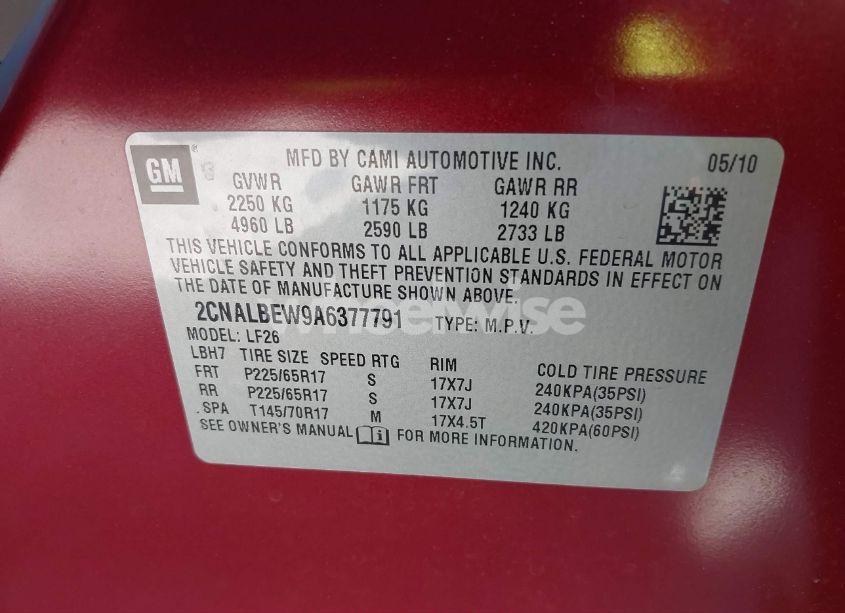 GM
MFD BY CAMI AUTOMOTIVE INC. 05/10
GVWR GAWR FRT GAWR RR
2250 KG 1175 KG 1240 KG
4960 LB 2590 LB 2733 LB
THIS VEHICLE CONFORMS TO ALL APPLICABLE U.S. FEDERAL MOTOR
VEHICLE SAFETY AND THEFT PREVENTION STANDARDS IN EFFECT ON
THE DATE OF MANUFACTURE SHOWN ABOVE.
wheelwise
2CNALBEW9A6377791 TYPE: M.P.V.
MODEL: LF26
LBH7 TIRE SIZE SPEED RTG RIM COLD TIRE PRESSURE
FRT P225/65R17 S 17X7J 240KPA(35PSI)
RR P225/65R17 S 17X7J 240KPA(35PSI)
.SPA T145/70R17 M 17X4.5T 420KPA(60PSI)
SEE OWNER'S MANUAL FOR MORE INFORMATION.